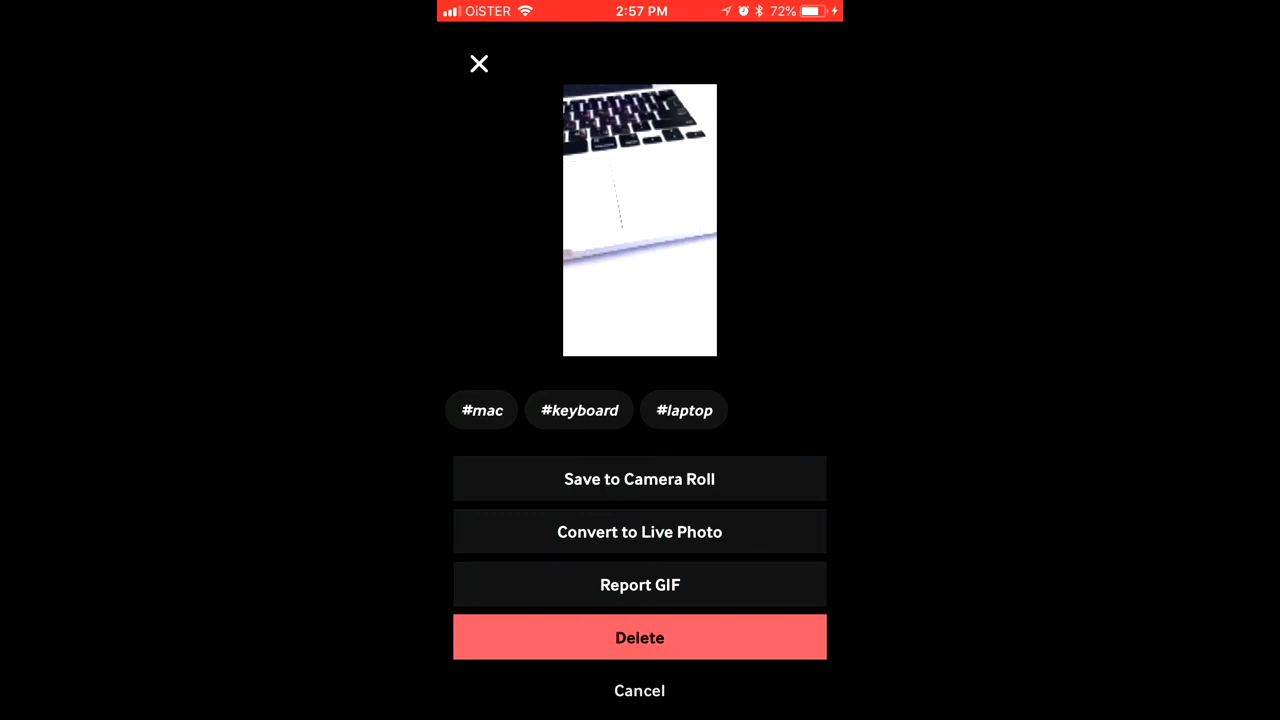 OiSTER 2:57 PM 72%
#mac #keyboard #laptop
Save to Camera Roll
Convert to Live Photo
Report GIF
Delete
Cancel